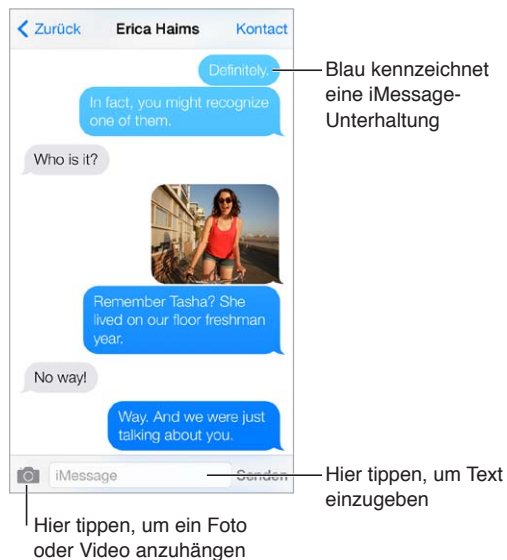 Zurück Erica Haims Kontact
Definitely.
Blau kennzeichnet
eine iMessage-
Unterhaltung
In fact, you might recognize
one of them.
Who is it?
Remember Tasha? She
lived on our floor freshman
year.
No way!
Way. And we were just
talking about you.
iMessage Senden
Hier tippen, um Text
einzugeben
Hier tippen, um ein Foto
oder Video anzuhängen